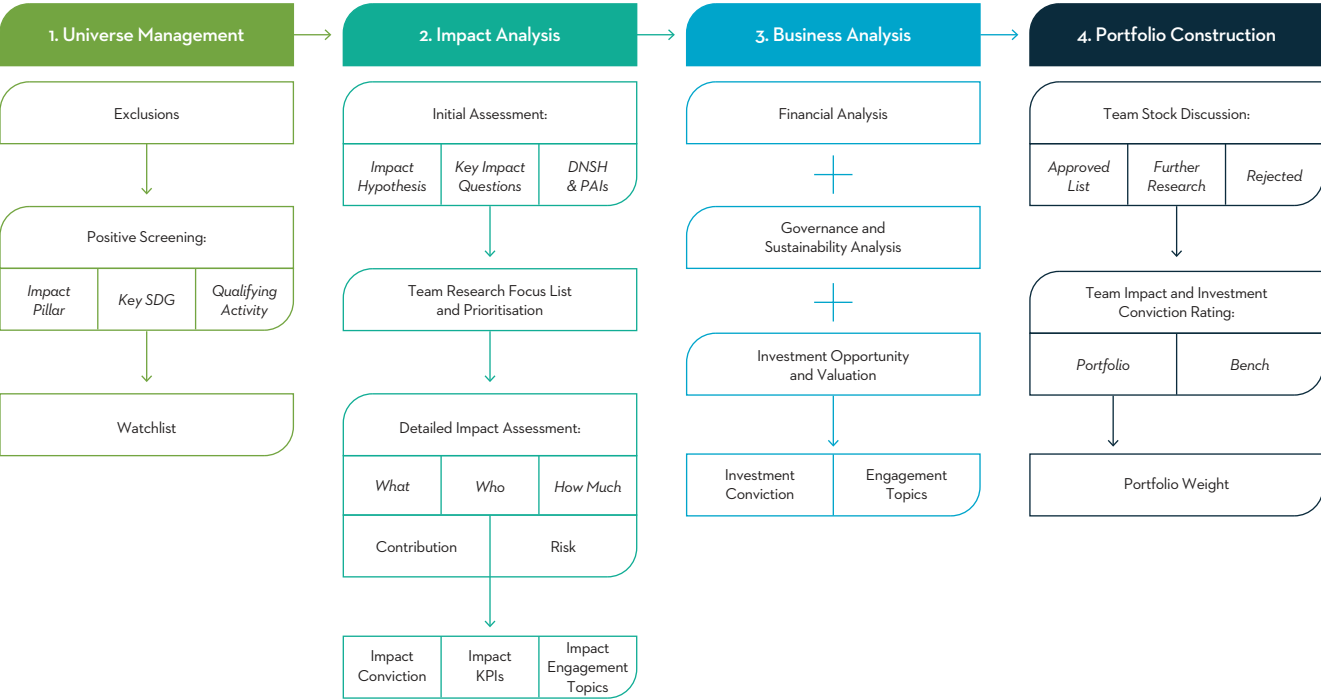 1. Universe Management
Exclusions
Positive Screening:
Impact
Pillar
Key SDG
Qualifying
Activity
Watchlist
2. Impact Analysis
Initial Assessment:
Impact
Hypothesis
Key Impact
Questions
DNSH
& PAIs
Team Research Focus List
and Prioritisation
Detailed Impact Assessment:
What
Who
How Much
Contribution
Risk
Impact
Conviction
Impact
KPIs
Impact
Engagement
Topics
3. Business Analysis
Financial Analysis
Governance and
Sustainability Analysis
Investment Opportunity
and Valuation
Investment
Conviction
Engagement
Topics
4. Portfolio Construction
Team Stock Discussion:
Approved
List
Further
Research
Rejected
Team Impact and Investment
Conviction Rating:
Portfolio
Bench
Portfolio Weight